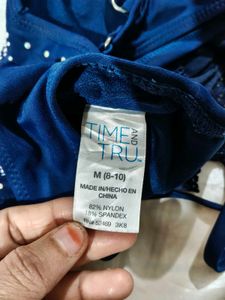 TIME AND
TRU.
M (8-10)
MADE IN/HECHO EN
CHINA
82% NYLON
18% SPANDEX